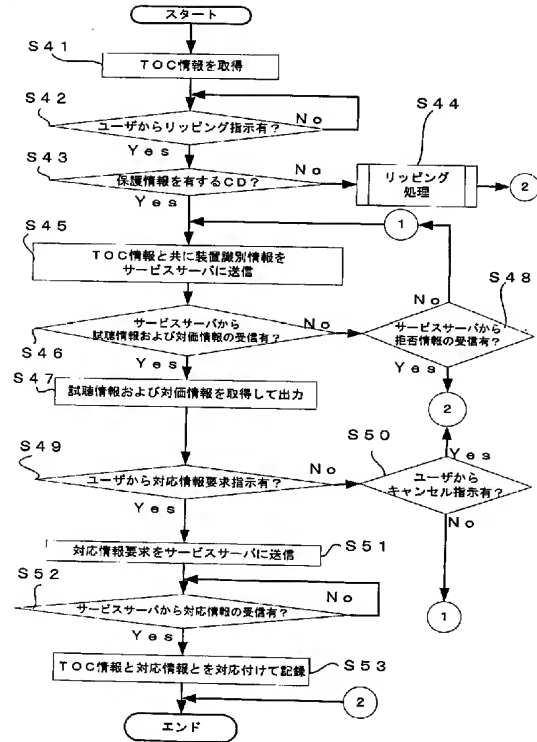 スタート
S41
TOC情報を取得
S42
ユーザからリッピング指示有?
No
Yes
S43
保護情報を有するCD?
No
Yes
S44
リッピング
処理
2
1
S45
TOC情報と共に装置識別情報を
サービスサーバに送信
S46
サービスサーバから
試聴情報および対価情報の受信有?
No
Yes
S48
サービスサーバから
拒否情報の受信有?
No
Yes
2
S47
試聴情報および対価情報を取得して出力
S49
ユーザから対応情報要求指示有?
No
Yes
S50
ユーザから
キャンセル指示有?
Yes
No
1
対応情報要求をサービスサーバに送信
S51
S52
サービスサーバから対応情報の受信有?
No
Yes
TOC情報と対応情報とを対応付けて記録
S53
2
エンド